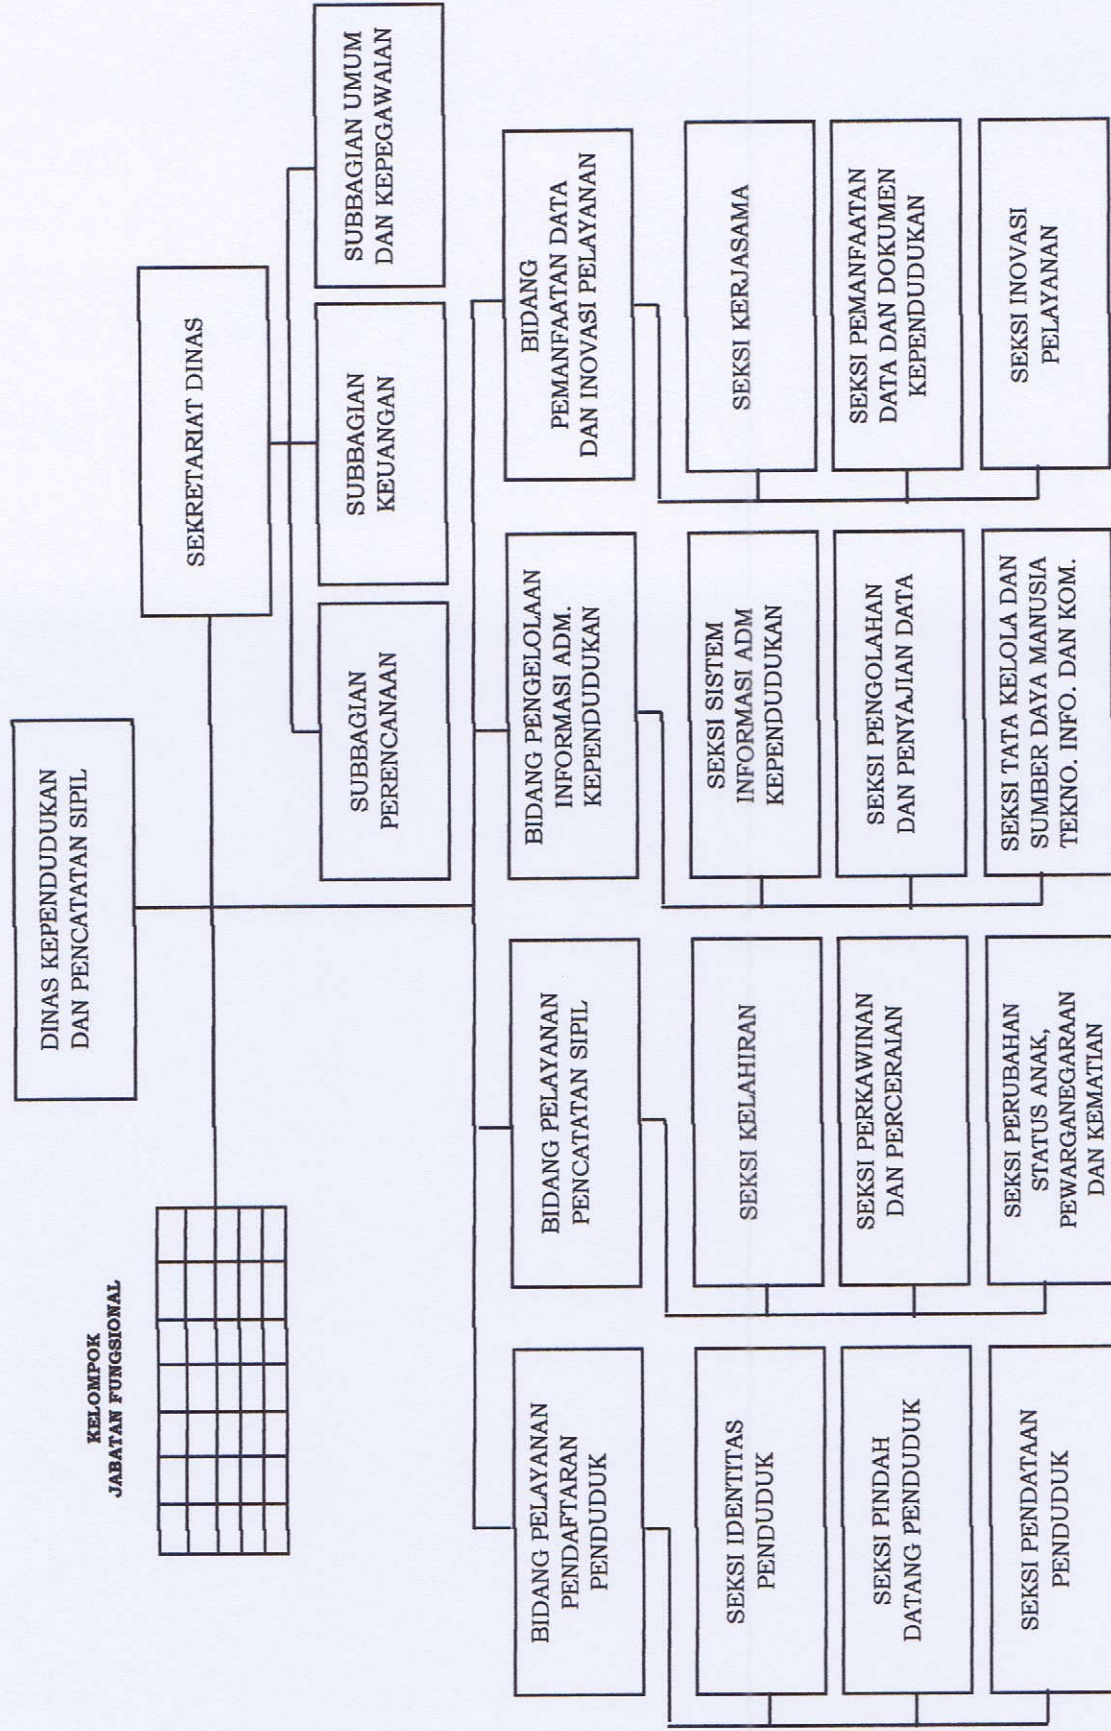 DINAS KEPENDUDUKAN
DAN PENCATATAN SIPIL
KELOMPOK
JABATAN FUNGSIONAL
SEKRETARIAT DINAS
SUBBAGIAN
PERENCANAAN
SUBBAGIAN
KEUANGAN
SUBBAGIAN UMUM
DAN KEPEGAWAIAN
BIDANG PELAYANAN
PENDAFTARAN
PENDUDUK
BIDANG PELAYANAN
PENCATATAN SIPIL
BIDANG PENGELOLAAN
INFORMASI ADM.
KEPENDUDUKAN
BIDANG
PEMANFAATAN DATA
DAN INOVASI PELAYANAN
SEKSI IDENTITAS
PENDUDUK
SEKSI KELAHIRAN
SEKSI SISTEM
INFORMASI ADM
KEPENDUDUKAN
SEKSI KERJASAMA
SEKSI PINDAH
DATANG PENDUDUK
SEKSI PERKAWINAN
DAN PERCERAIAN
SEKSI PENGOLAHAN
DAN PENYAJIAN DATA
SEKSI PEMANFAATAN
DATA DAN DOKUMEN
KEPENDUDUKAN
SEKSI PENDATAAN
PENDUDUK
SEKSI PERUBAHAN
STATUS ANAK,
PEWARGANEGARAAN
DAN KEMATIAN
SEKSI TATA KELOLA DAN
SUMBER DAYA MANUSIA
TEKNO. INFO. DAN KOM.
SEKSI INOVASI
PELAYANAN